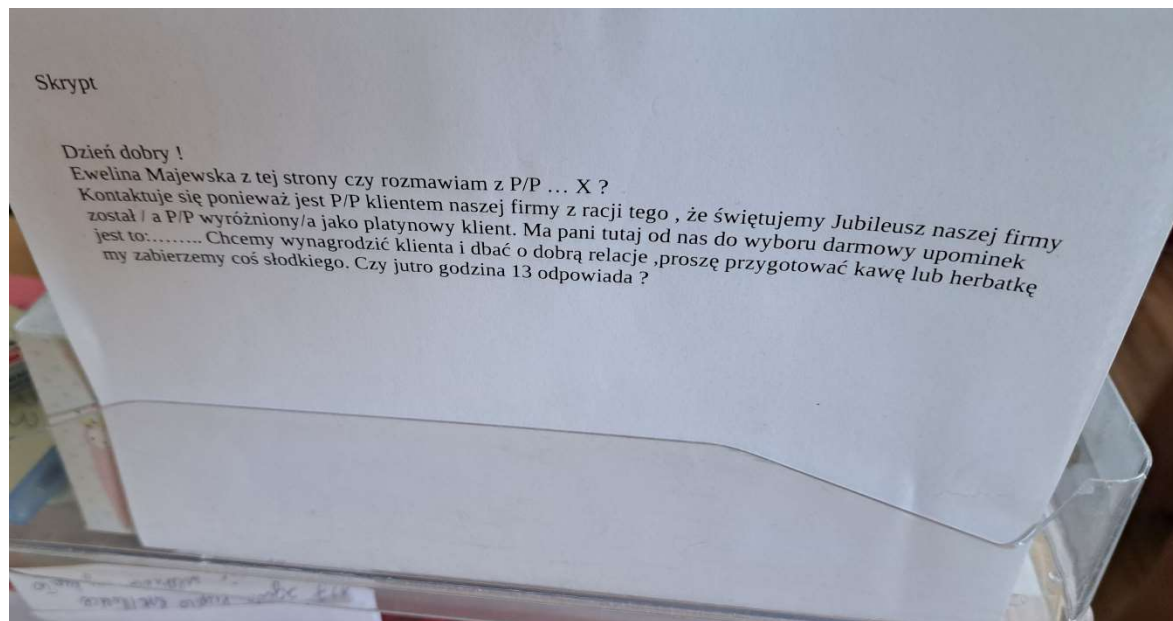 Skrypt
Dzień dobry !
Ewelina Majewska z tej strony czy rozmawiam z P/P ... X ?
Kontaktuje się ponieważ jest P/P klientem naszej firmy z racji tego , że świętujemy Jubileusz naszej firmy
został / a P/P wyróżniony/a jako platynowy klient. Ma pani tutaj od nas do wyboru darmowy upominek
jest to:........ Chcemy wynagrodzić klienta i dbać o dobrą relacje ,proszę przygotować kawę lub herbatkę
my zabierzemy coś słodkiego. Czy jutro godzina 13 odpowiada ?